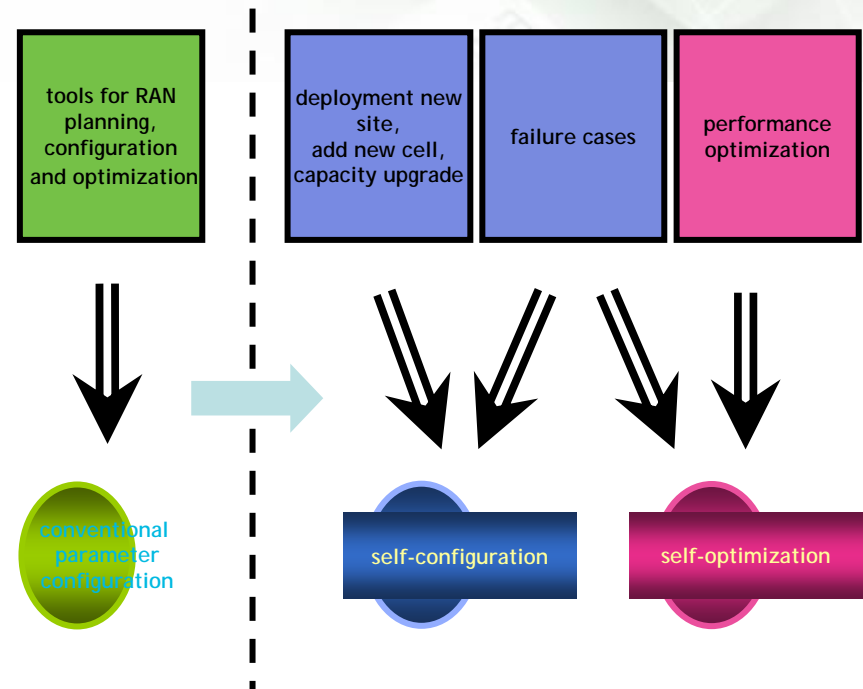 tools for RAN
planning,
configuration
and optimization
deployment new
site,
add new cell,
capacity upgrade
failure cases
performance
optimization
conventional
parameter
configuration
self-configuration
self-optimization